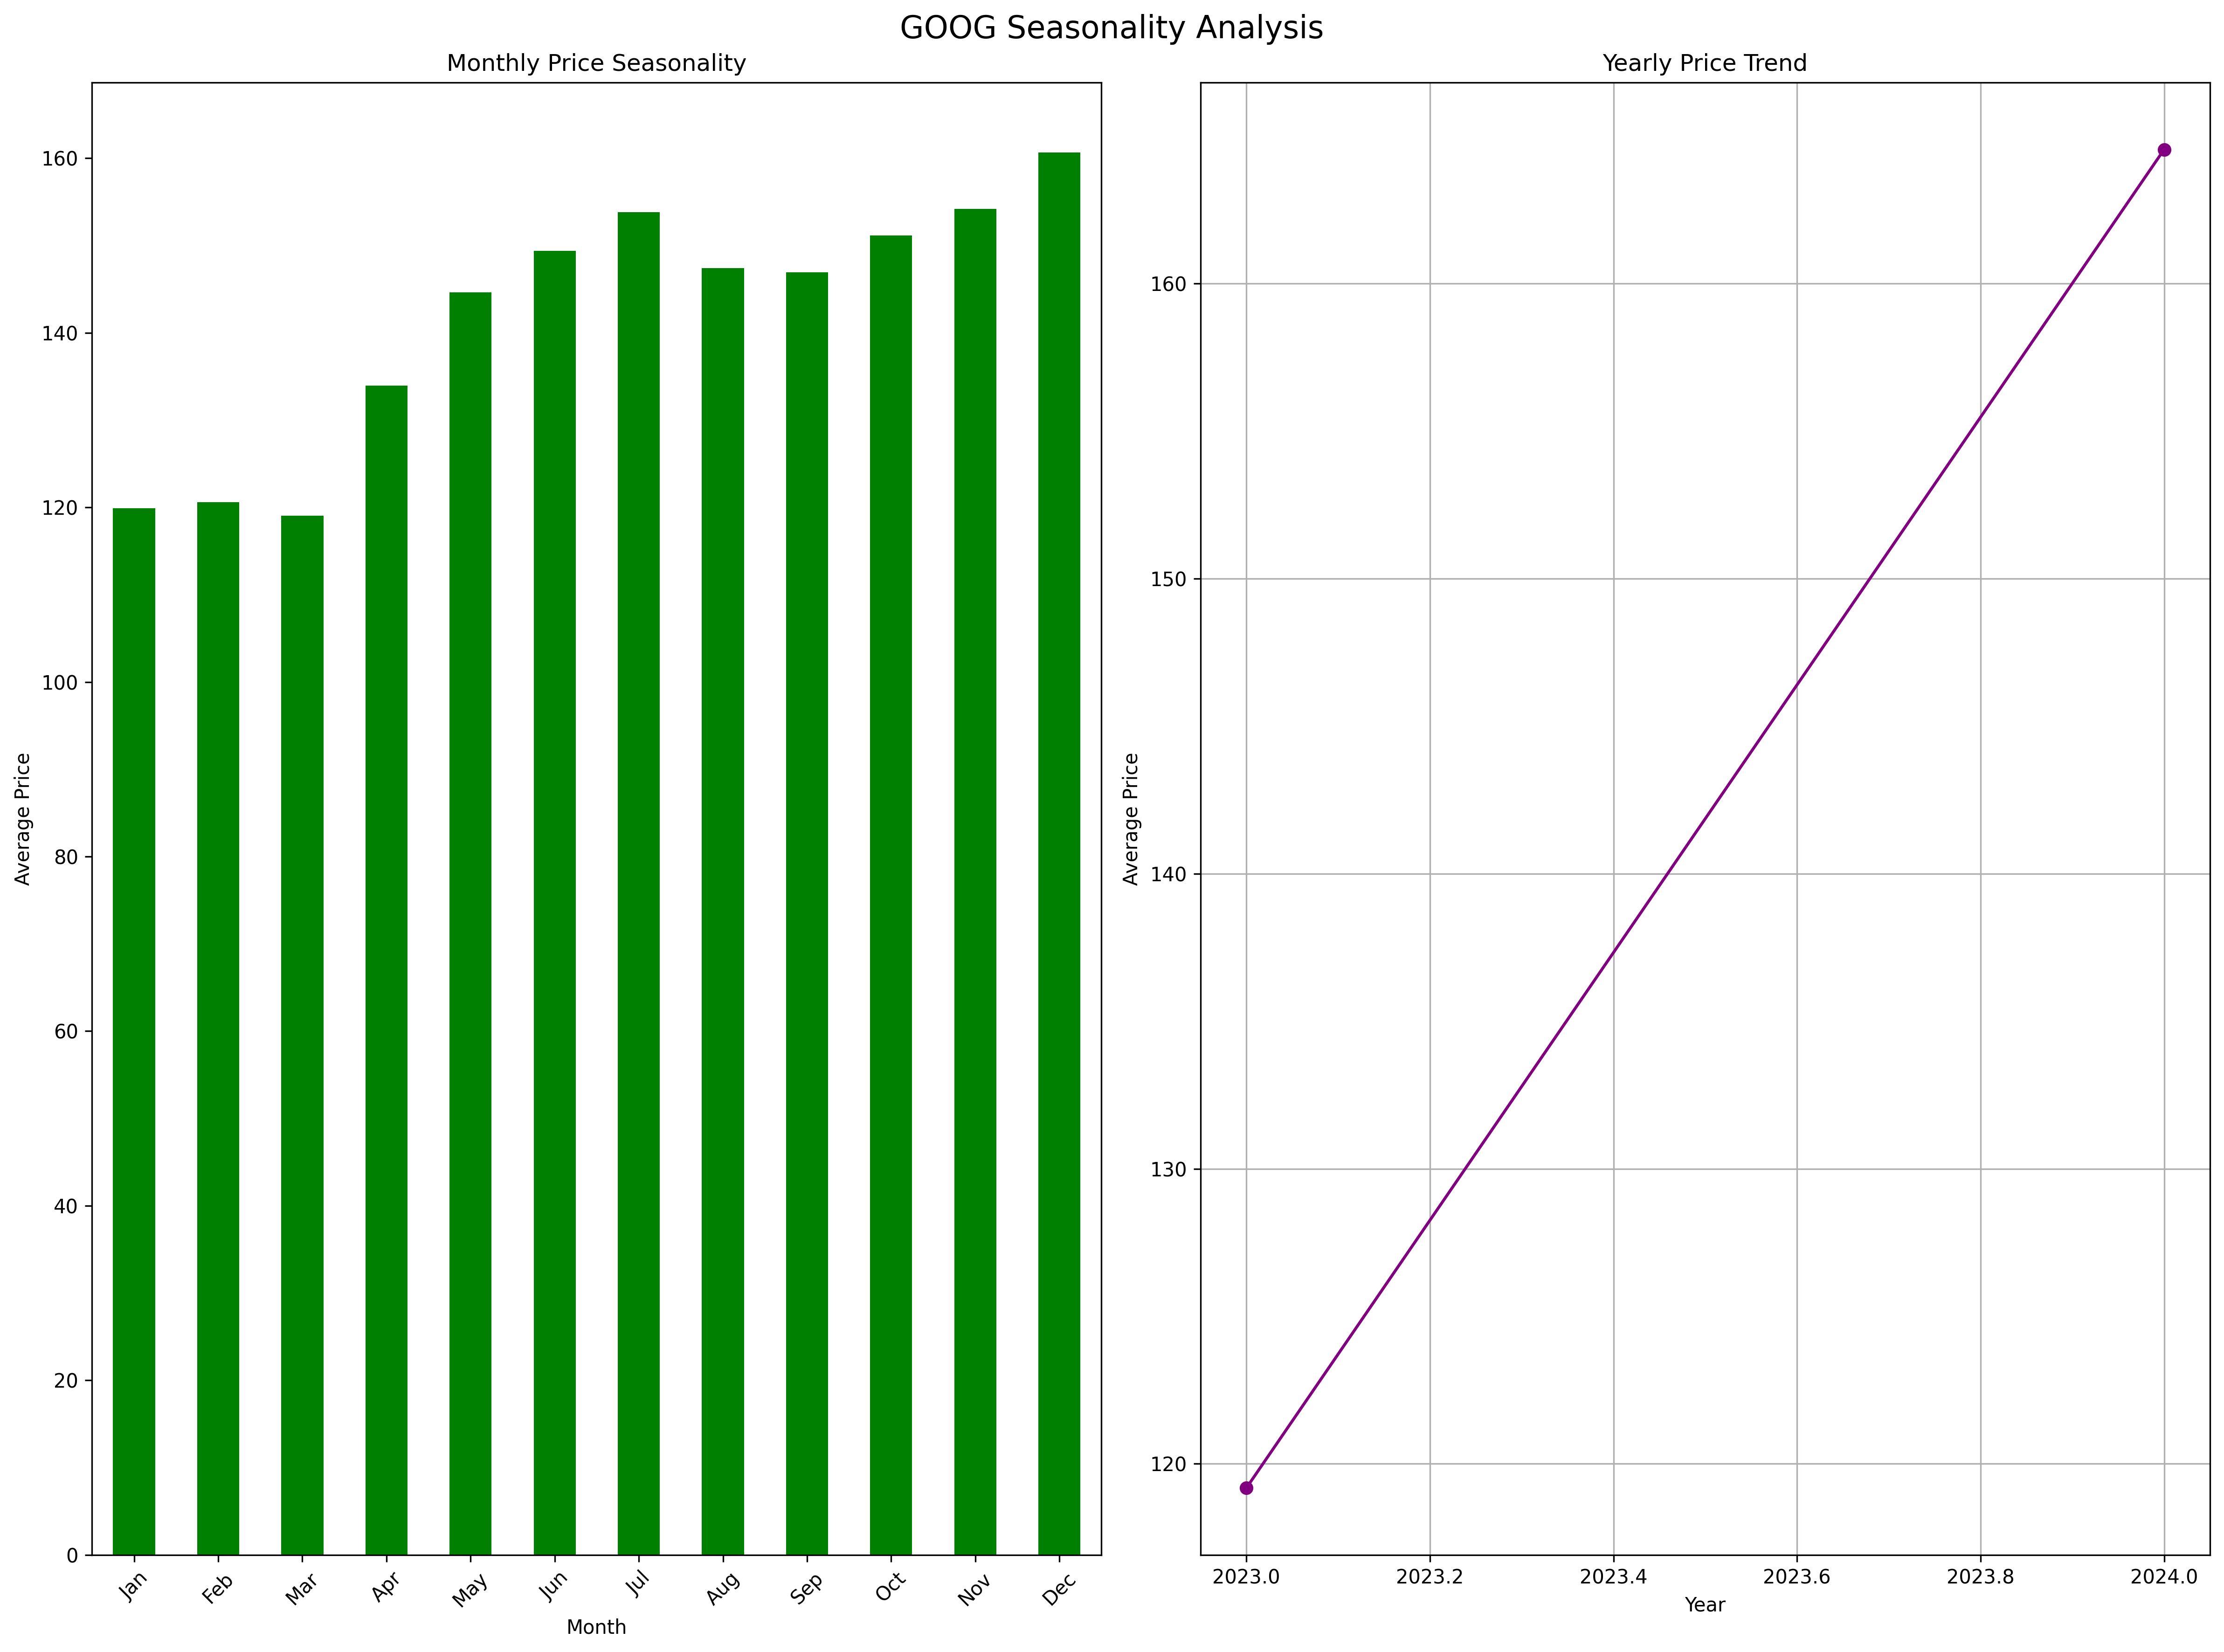 GOOG Seasonality Analysis
Monthly Price Seasonality
Average Price
160
140
120
100
80
60
40
20
0
Jan
Feb
Mar
Apr
May
Jun
Jul
Aug
Sep
Oct
Nov
Dec
Month
Yearly Price Trend
Average Price
160
150
140
130
120
2023.0
2023.2
2023.4
2023.6
2023.8
2024.0
Year